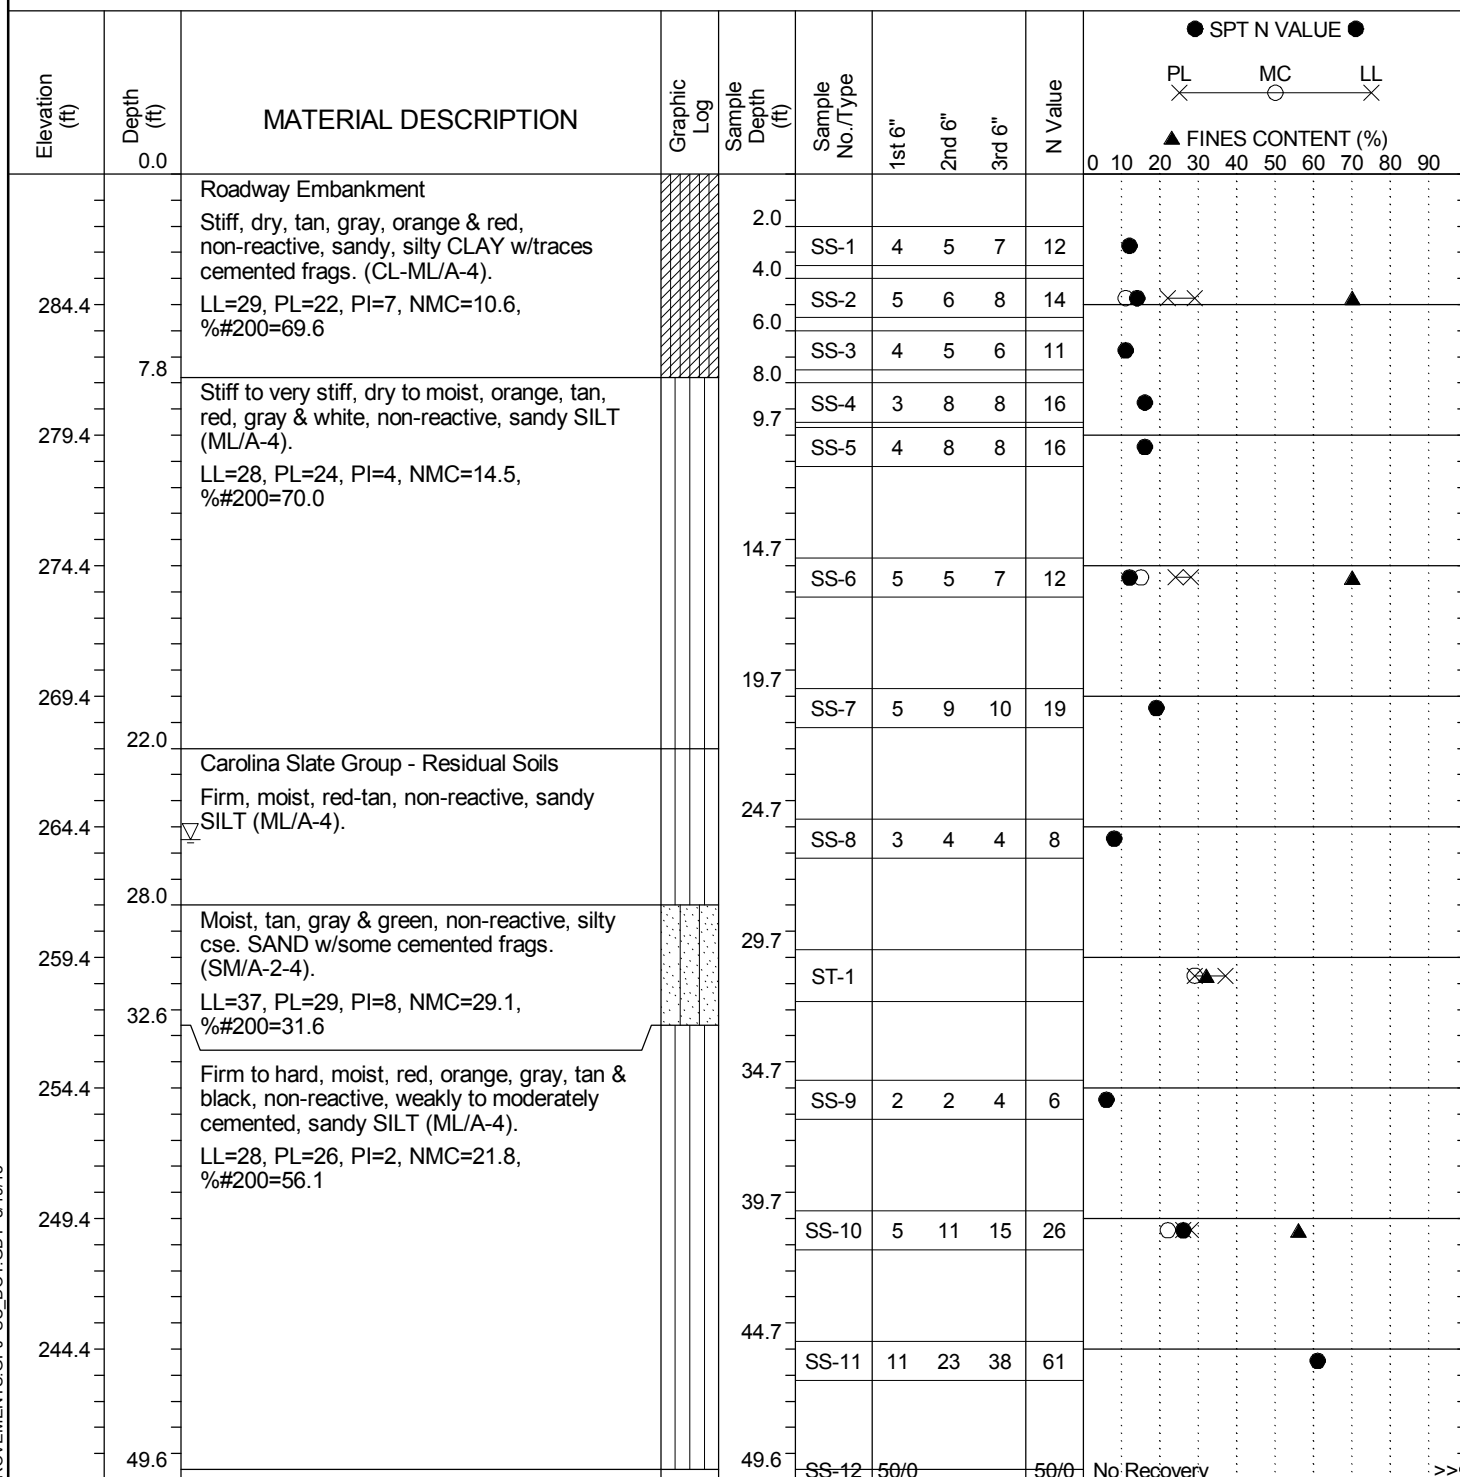 ● SPT N VALUE ●
PL MC LL
▲ FINES CONTENT (%)
0 10 20 30 40 50 60 70 80 90
Elevation (ft)
Depth (ft)
0.0
MATERIAL DESCRIPTION
Graphic Log
Sample Depth (ft)
Sample No./Type
1st 6"
2nd 6"
3rd 6"
N Value
Roadway Embankment
Stiff, dry, tan, gray, orange & red,
non-reactive, sandy, silty CLAY w/traces
cemented frags. (CL-ML/A-4).
LL=29, PL=22, PI=7, NMC=10.6,
%#200=69.6
2.0
SS-1 4 5 7 12
4.0
284.4
SS-2 5 6 8 14
6.0
SS-3 4 5 6 11
7.8
8.0
Stiff to very stiff, dry to moist, orange, tan,
red, gray & white, non-reactive, sandy SILT
(ML/A-4).
LL=28, PL=24, PI=4, NMC=14.5,
%#200=70.0
SS-4 3 8 8 16
9.7
279.4
SS-5 4 8 8 16
14.7
274.4
SS-6 5 5 7 12
19.7
269.4
SS-7 5 9 10 19
22.0
Carolina Slate Group - Residual Soils
Firm, moist, red-tan, non-reactive, sandy
SILT (ML/A-4).
24.7
264.4
SS-8 3 4 4 8
28.0
Moist, tan, gray & green, non-reactive, silty
cse. SAND w/some cemented frags.
(SM/A-2-4).
LL=37, PL=29, PI=8, NMC=29.1,
%#200=31.6
29.7
259.4
ST-1
32.6
Firm to hard, moist, red, orange, gray, tan &
black, non-reactive, weakly to moderately
cemented, sandy SILT (ML/A-4).
LL=28, PL=26, PI=2, NMC=21.8,
%#200=56.1
34.7
254.4
SS-9 2 2 4 6
39.7
249.4
SS-10 5 11 15 26
44.7
244.4
SS-11 11 23 38 61
49.6
49.6
SS-12 50/0 50/0 No Recovery >>